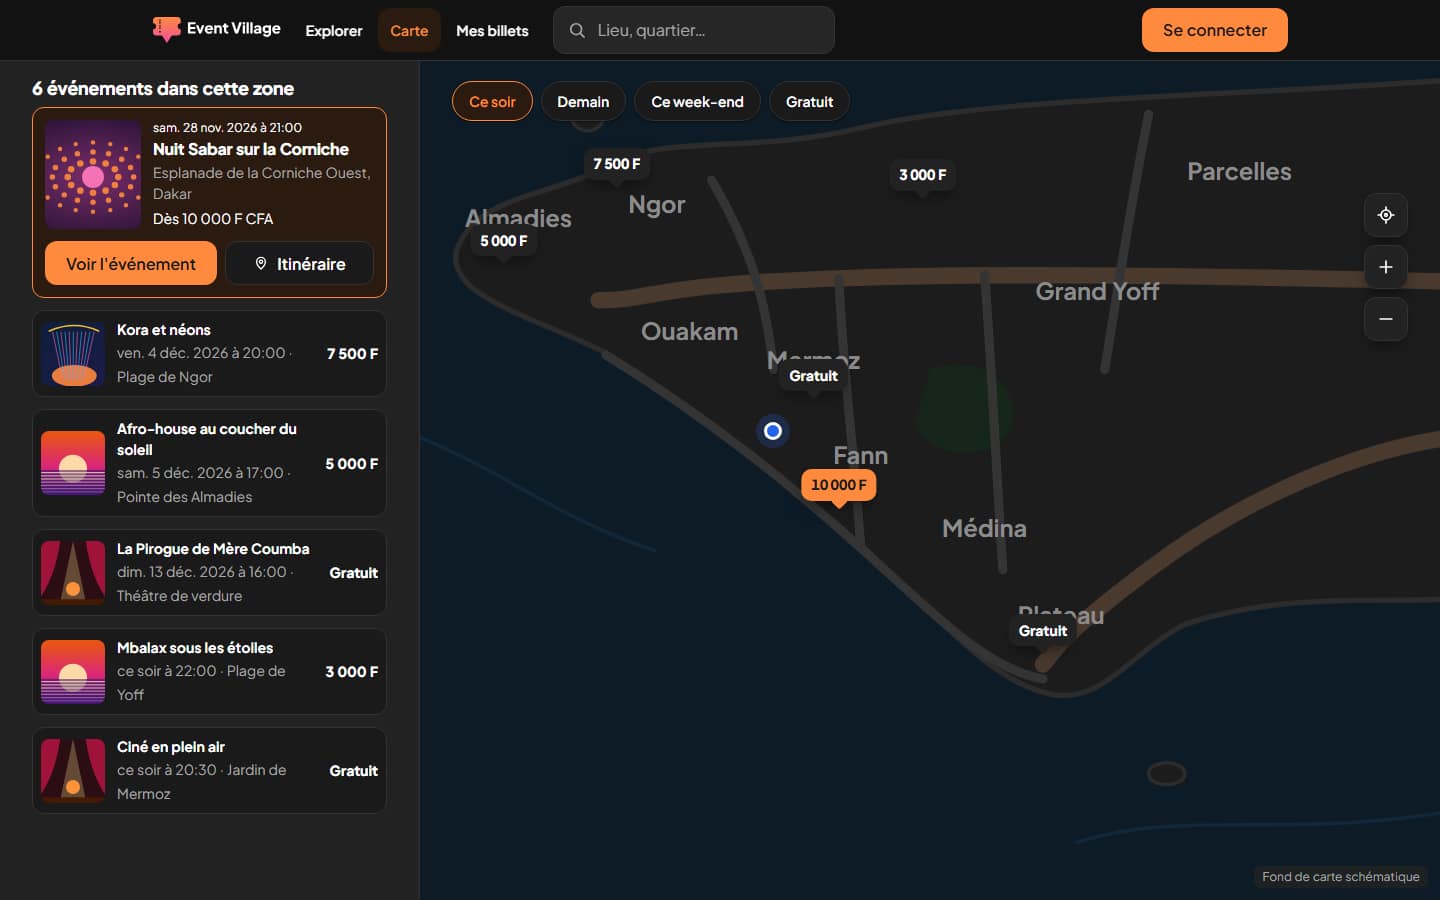 Event Village
Explorer
Carte
Mes billets
Lieu, quartier...
Se connecter
6 événements dans cette zone
sam. 28 nov. 2026 à 21:00
Nuit Sabar sur la Corniche
Esplanade de la Corniche Ouest,
Dakar
Dès 10 000 F CFA
Voir l'événement
Itinéraire
Kora et néons
ven. 4 déc. 2026 à 20:00 ·
Plage de Ngor
7 500 F
Afro-house au coucher du
soleil
sam. 5 déc. 2026 à 17:00 ·
Pointe des Almadies
5 000 F
La Pirogue de Mère Coumba
dim. 13 déc. 2026 à 16:00 ·
Théâtre de verdure
Gratuit
Mbalax sous les étoiles
ce soir à 22:00 · Plage de
Yoff
3 000 F
Ciné en plein air
ce soir à 20:30 · Jardin de
Mermoz
Gratuit
Ce soir
Demain
Ce week-end
Gratuit
7 500 F
3 000 F
Parcelles
Ngor
Almadies
5 000 F
Grand Yoff
Ouakam
Mermoz
Gratuit
Fann
10 000 F
Médina
Plateau
Gratuit
Fond de carte schématique